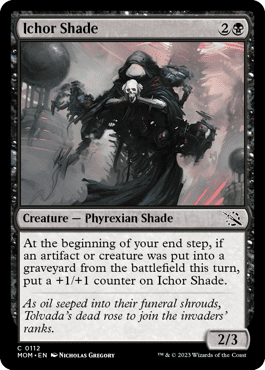 Ichor Shade 2
Creature — Phyrexian Shade
At the beginning of your end step, if
an artifact or creature was put into a
graveyard from the battlefield this turn,
put a +1/+1 counter on Ichor Shade.
As oil seeped into their funeral shrouds,
Tolvada's dead rose to join the invaders'
ranks.
2/3
C 0112
MOM • EN NICHOLAS GREGORY
™ & © 2023 Wizards of the Coast